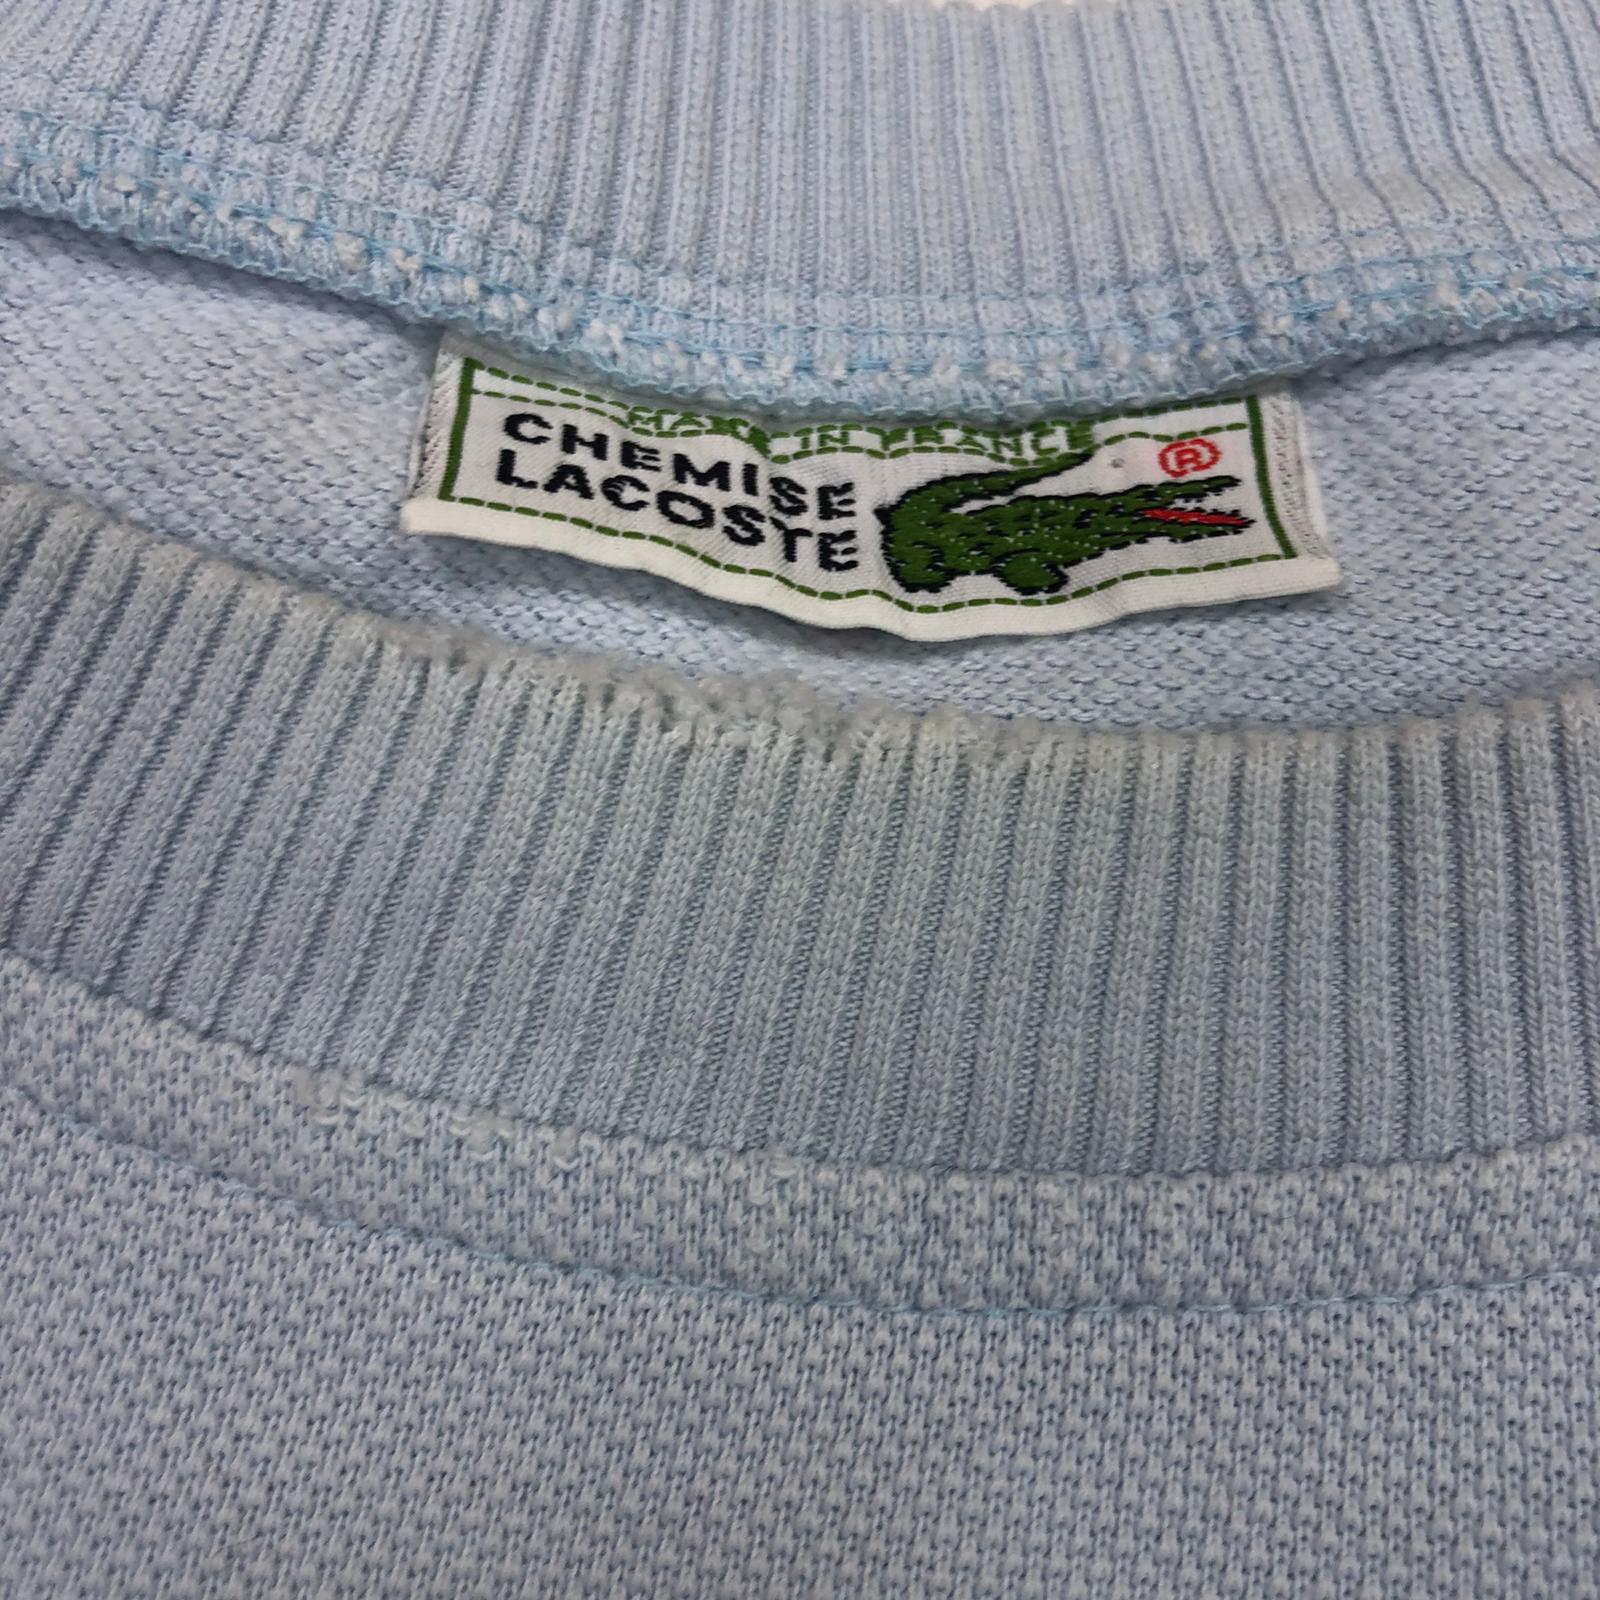 MADE IN FRANCE
CHEMISE
LACOSTE
®